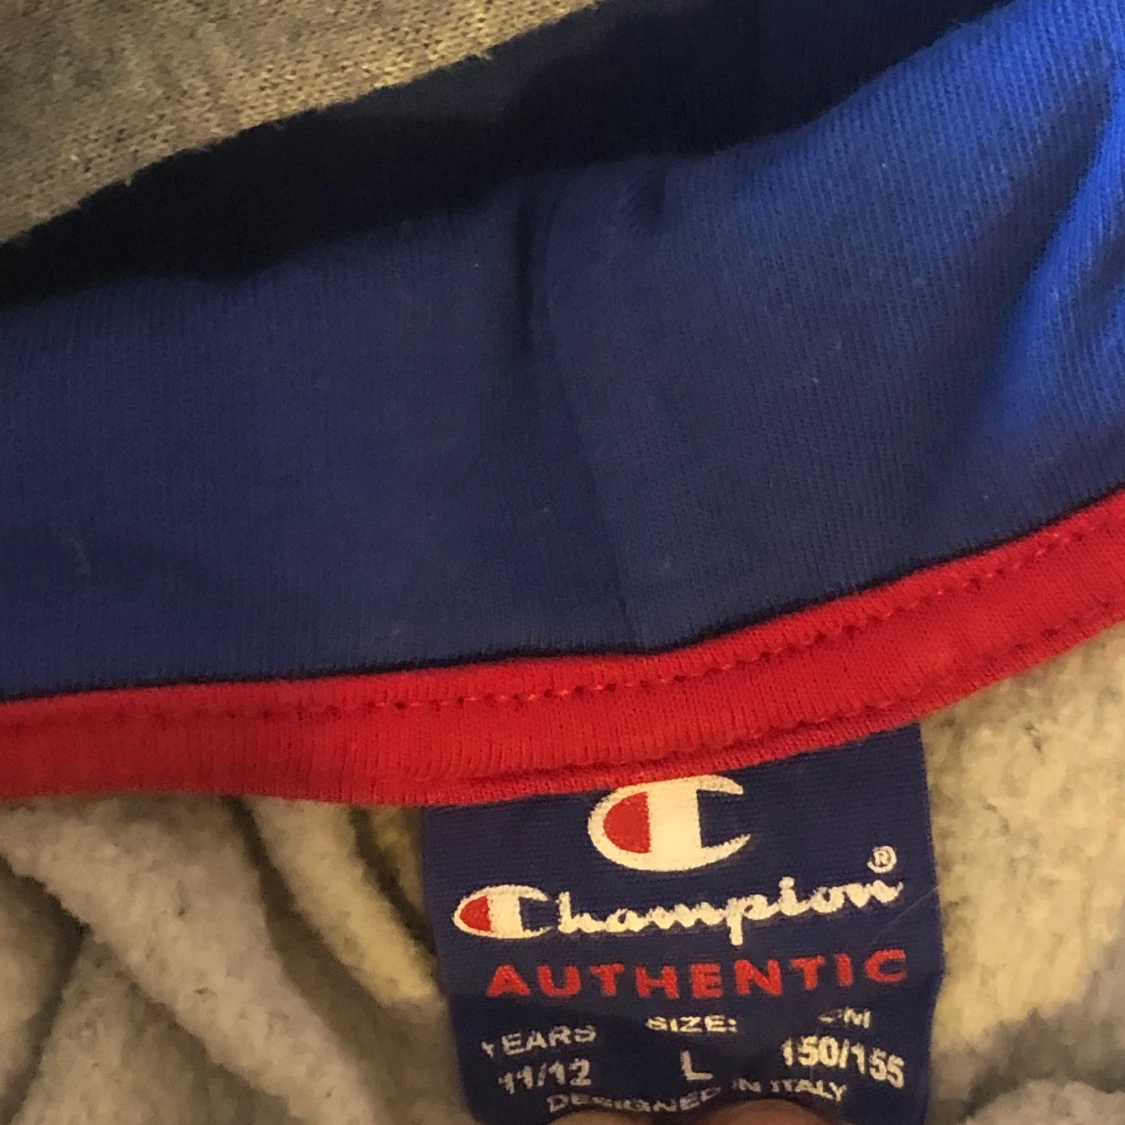 Champion®
AUTHENTIC
YEARS SIZE: CM
11/12 L 150/155
DESIGNED IN ITALY